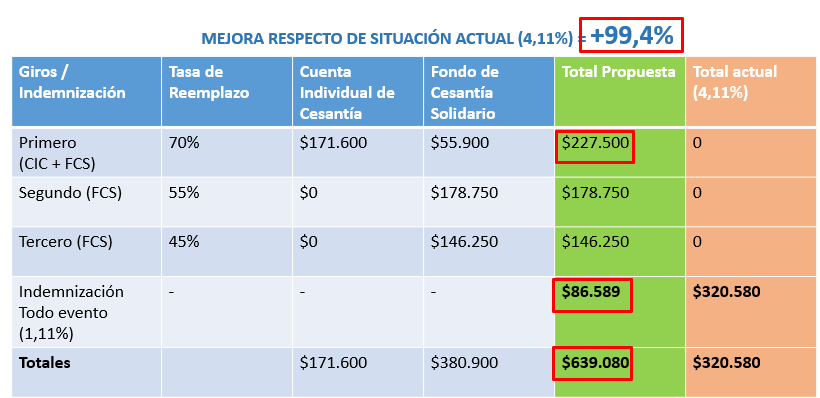 MEJORA RESPECTO DE SITUACIÓN ACTUAL (4,11%) = +99,4%
Giros / Indemnización Tasa de Reemplazo Cuenta Individual de Cesantía Fondo de Cesantía Solidario Total Propuesta Total actual (4,11%)
Primero (CIC + FCS) 70% $171.600 $55.900 $227.500 0
Segundo (FCS) 55% $0 $178.750 $178.750 0
Tercero (FCS) 45% $0 $146.250 $146.250 0
Indemnización Todo evento (1,11%) - - - $86.589 $320.580
Totales $171.600 $380.900 $639.080 $320.580